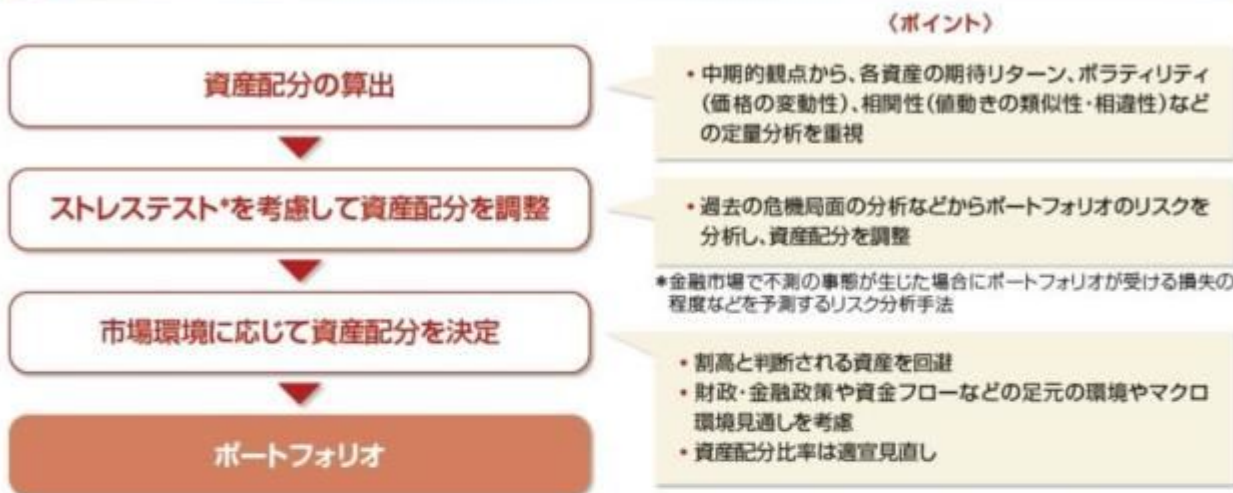 〈ポイント〉
資産配分の算出
• 中期的観点から、各資産の期待リターン、ボラティリティ
(価格の変動性)、相関性(値動きの類似性・相違性)など
の定量分析を重視
ストレステスト*を考慮して資産配分を調整
• 過去の危機局面の分析などからポートフォリオのリスクを
分析し、資産配分を調整
*金融市場で不測の事態が生じた場合にポートフォリオが受ける損失の
程度などを予測するリスク分析手法
市場環境に応じて資産配分を決定
• 割高と判断される資産を回避
• 財政・金融政策や資金フローなどの足元の環境やマクロ
環境見通しを考慮
• 資産配分比率は適宜見直し
ポートフォリオ